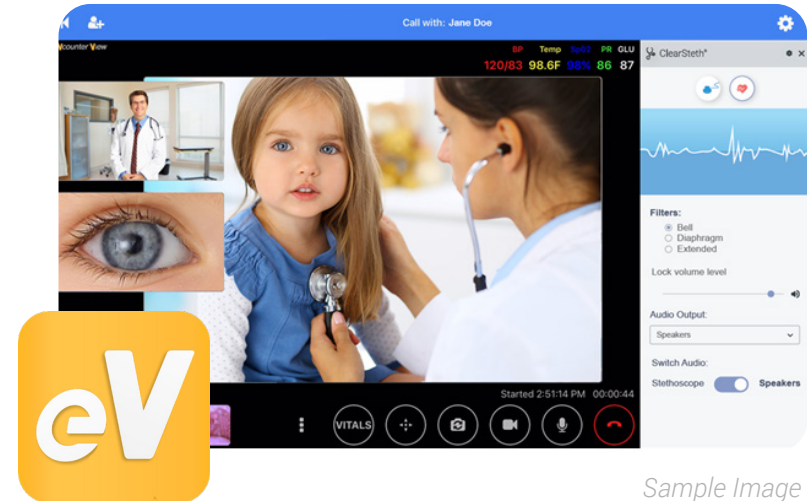 Call with: Jane Doe
counter View
BP Temp SpO2 PR GLU
120/83 98.6F 98% 86 87
ClearSteth*
Filters:
Bell
Diaphragm
Extended
Lock volume level
Audio Output:
Speakers
Switch Audio:
Stethoscope Speakers
Started 2:51:14 PM 00:00:44
VITALS
eV
Sample Image